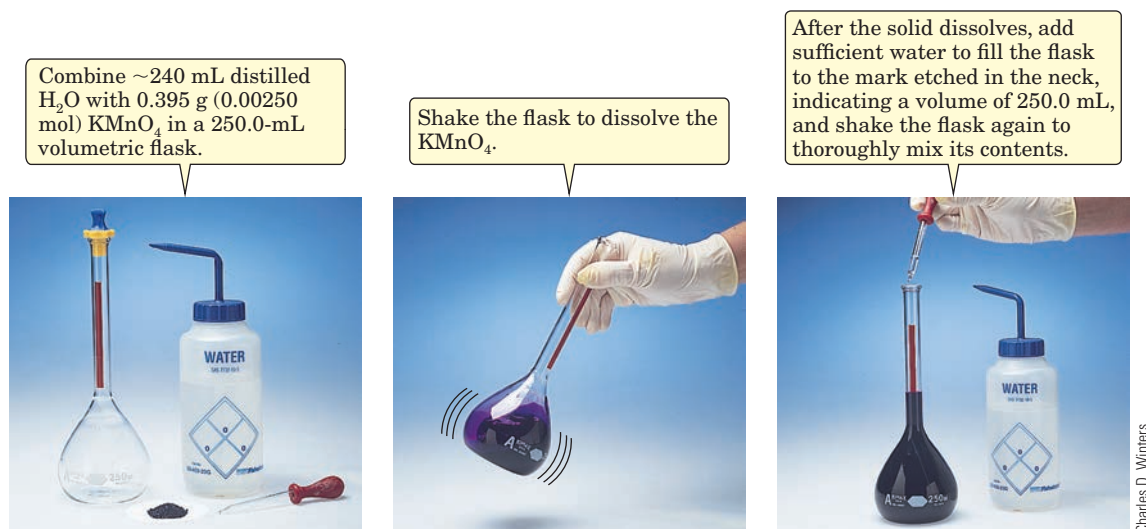 Combine ~240 mL distilled
H₂O with 0.395 g (0.00250
mol) KMnO₄ in a 250.0-mL
volumetric flask.
Shake the flask to dissolve the
KMnO₄.
After the solid dissolves, add
sufficient water to fill the flask
to the mark etched in the neck,
indicating a volume of 250.0 mL,
and shake the flask again to
thoroughly mix its contents.
WATER
250
A
A
250
WATER
Charles D. Winters